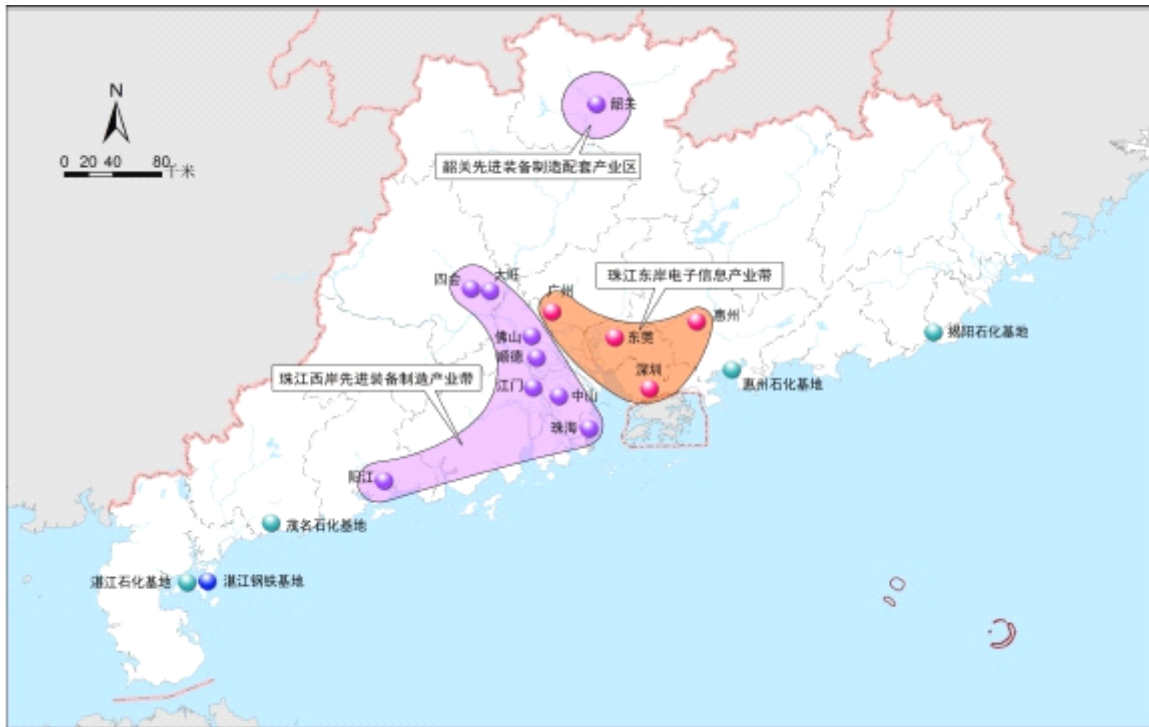 韶关
N
韶关先进装备制造配套产业区
0 20 40 80
千米
四会
大旺
广州
珠江东岸电子信息产业带
惠州
佛山
东莞
揭阳石化基地
顺德
深圳
惠州石化基地
珠江西岸先进装备制造产业带
江门
中山
珠海
阳江
茂名石化基地
湛江石化基地
湛江钢铁基地